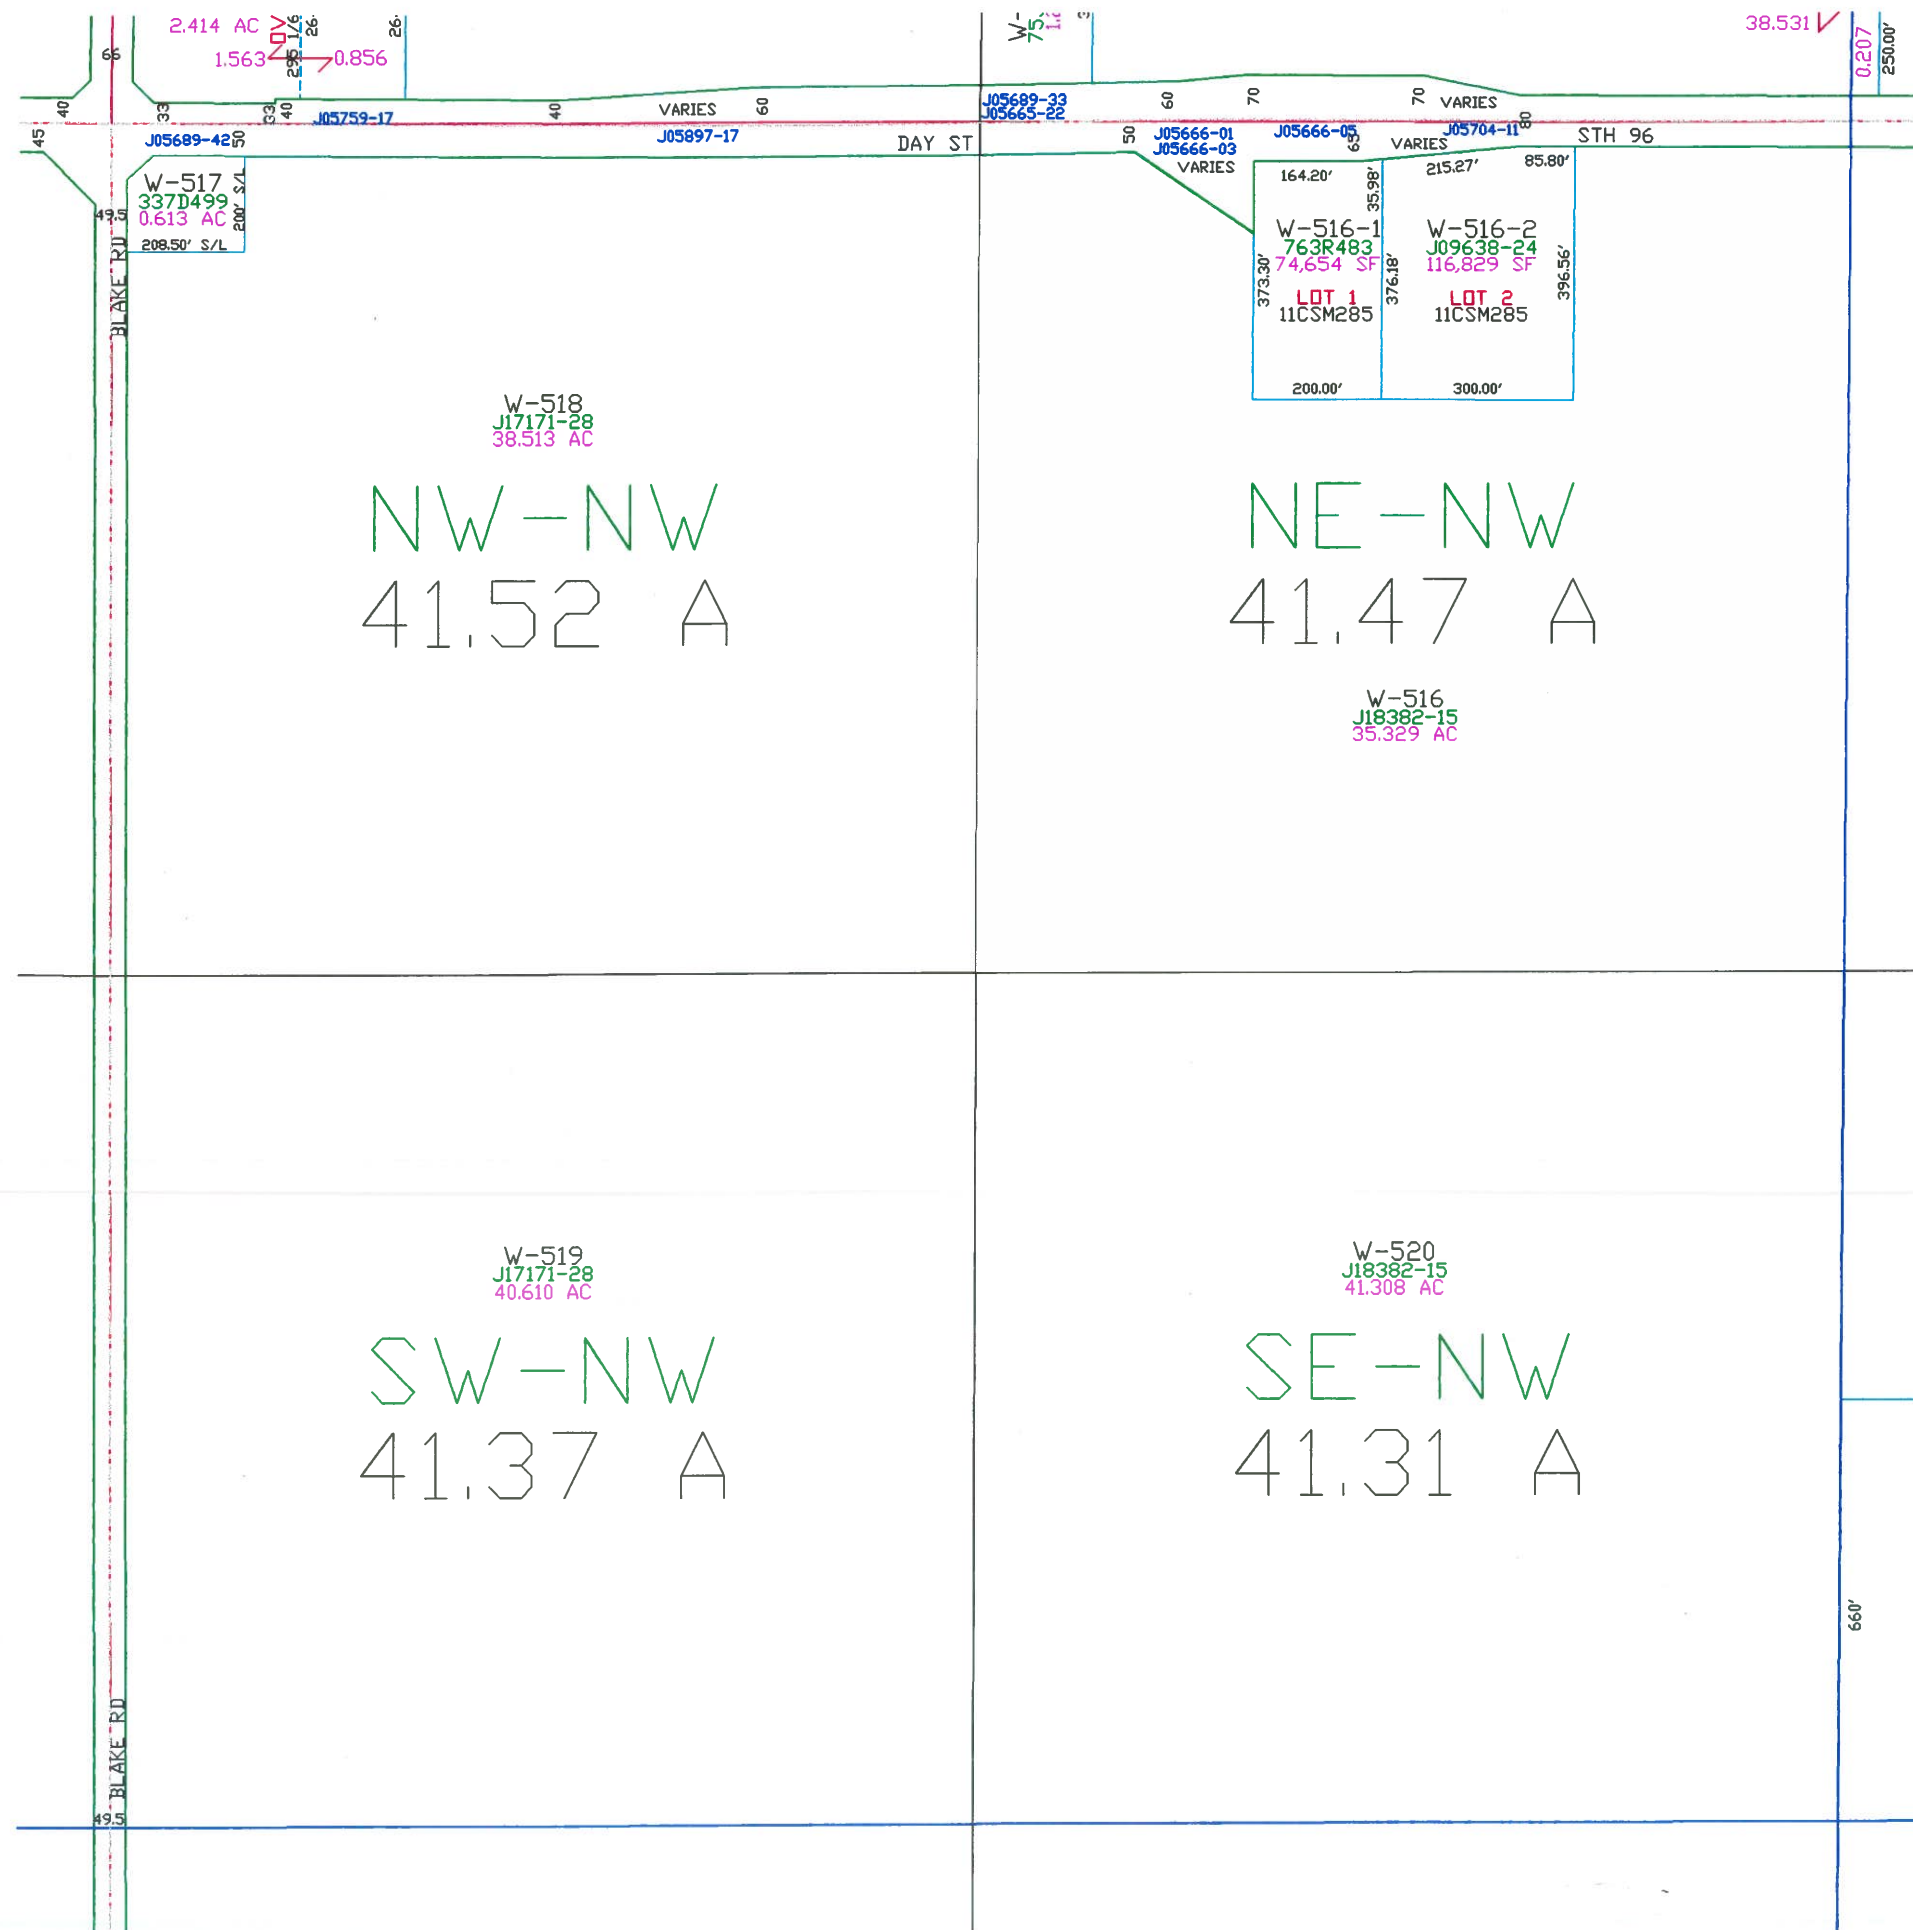 2.414 AC
1.563
0.856
295
1/6
26.
26.
66
W-
75.
38.531
0.207
250.00'
45
40
33
33
40
40
VARIES
60
J05689-33
J05665-22
60
70
70
VARIES
80
J05689-42
50
J05759-17
J05897-17
DAY ST
50
J05666-01
J05666-03
VARIES
J05666-05
65
VARIES
J05704-11
STH 96
W-517
337D499
0.613 AC
200' S/L
208.50' S/L
49.5
BLAKE RD
164.20'
35.98'
215.27'
85.80'
W-516-1
763R483
74,654 SF
LOT 1
11CSM285
373.30'
376.18'
200.00'
W-516-2
J09638-24
116,829 SF
LOT 2
11CSM285
396.56'
300.00'
W-518
J17171-28
38.513 AC
NW-NW
41.52 A
NE-NW
41.47 A
W-516
J18382-15
35.329 AC
W-519
J17171-28
40.610 AC
SW-NW
41.37 A
W-520
J18382-15
41.308 AC
SE-NW
41.31 A
660'
BLAKE RD
49.5